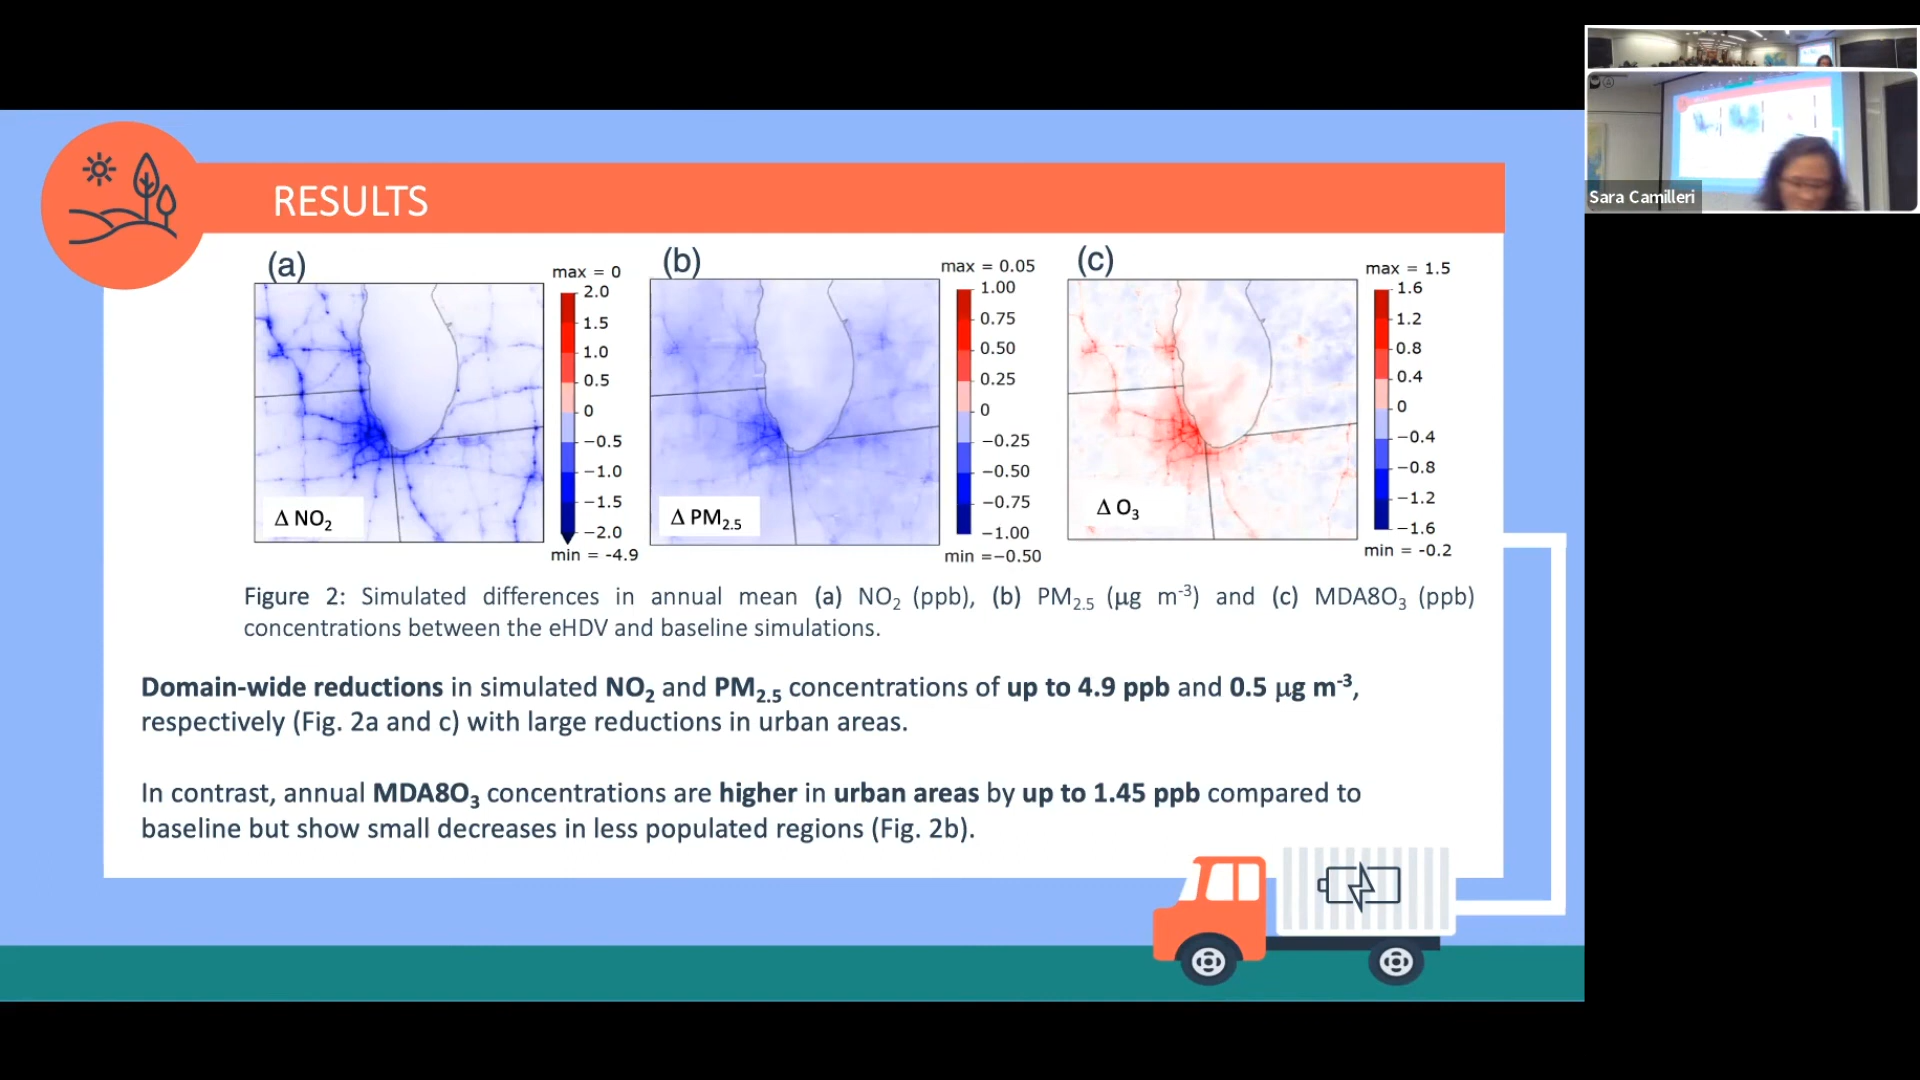 Sara Camilleri
RESULTS
(a)
max = 0
2.0
1.5
1.0
0.5
0
−0.5
−1.0
−1.5
−2.0
min = -4.9
Δ NO₂
(b)
max = 0.05
1.00
0.75
0.50
0.25
0
−0.25
−0.50
−0.75
−1.00
min =−0.50
Δ PM₂.₅
(c)
max = 1.5
1.6
1.2
0.8
0.4
0
−0.4
−0.8
−1.2
−1.6
min = -0.2
Δ O₃
Figure 2: Simulated differences in annual mean (a) NO₂ (ppb), (b) PM₂.₅ (μg m⁻³) and (c) MDA8O₃ (ppb)
concentrations between the eHDV and baseline simulations.
Domain-wide reductions in simulated NO₂ and PM₂.₅ concentrations of up to 4.9 ppb and 0.5 μg m⁻³,
respectively (Fig. 2a and c) with large reductions in urban areas.
In contrast, annual MDA8O₃ concentrations are higher in urban areas by up to 1.45 ppb compared to
baseline but show small decreases in less populated regions (Fig. 2b).